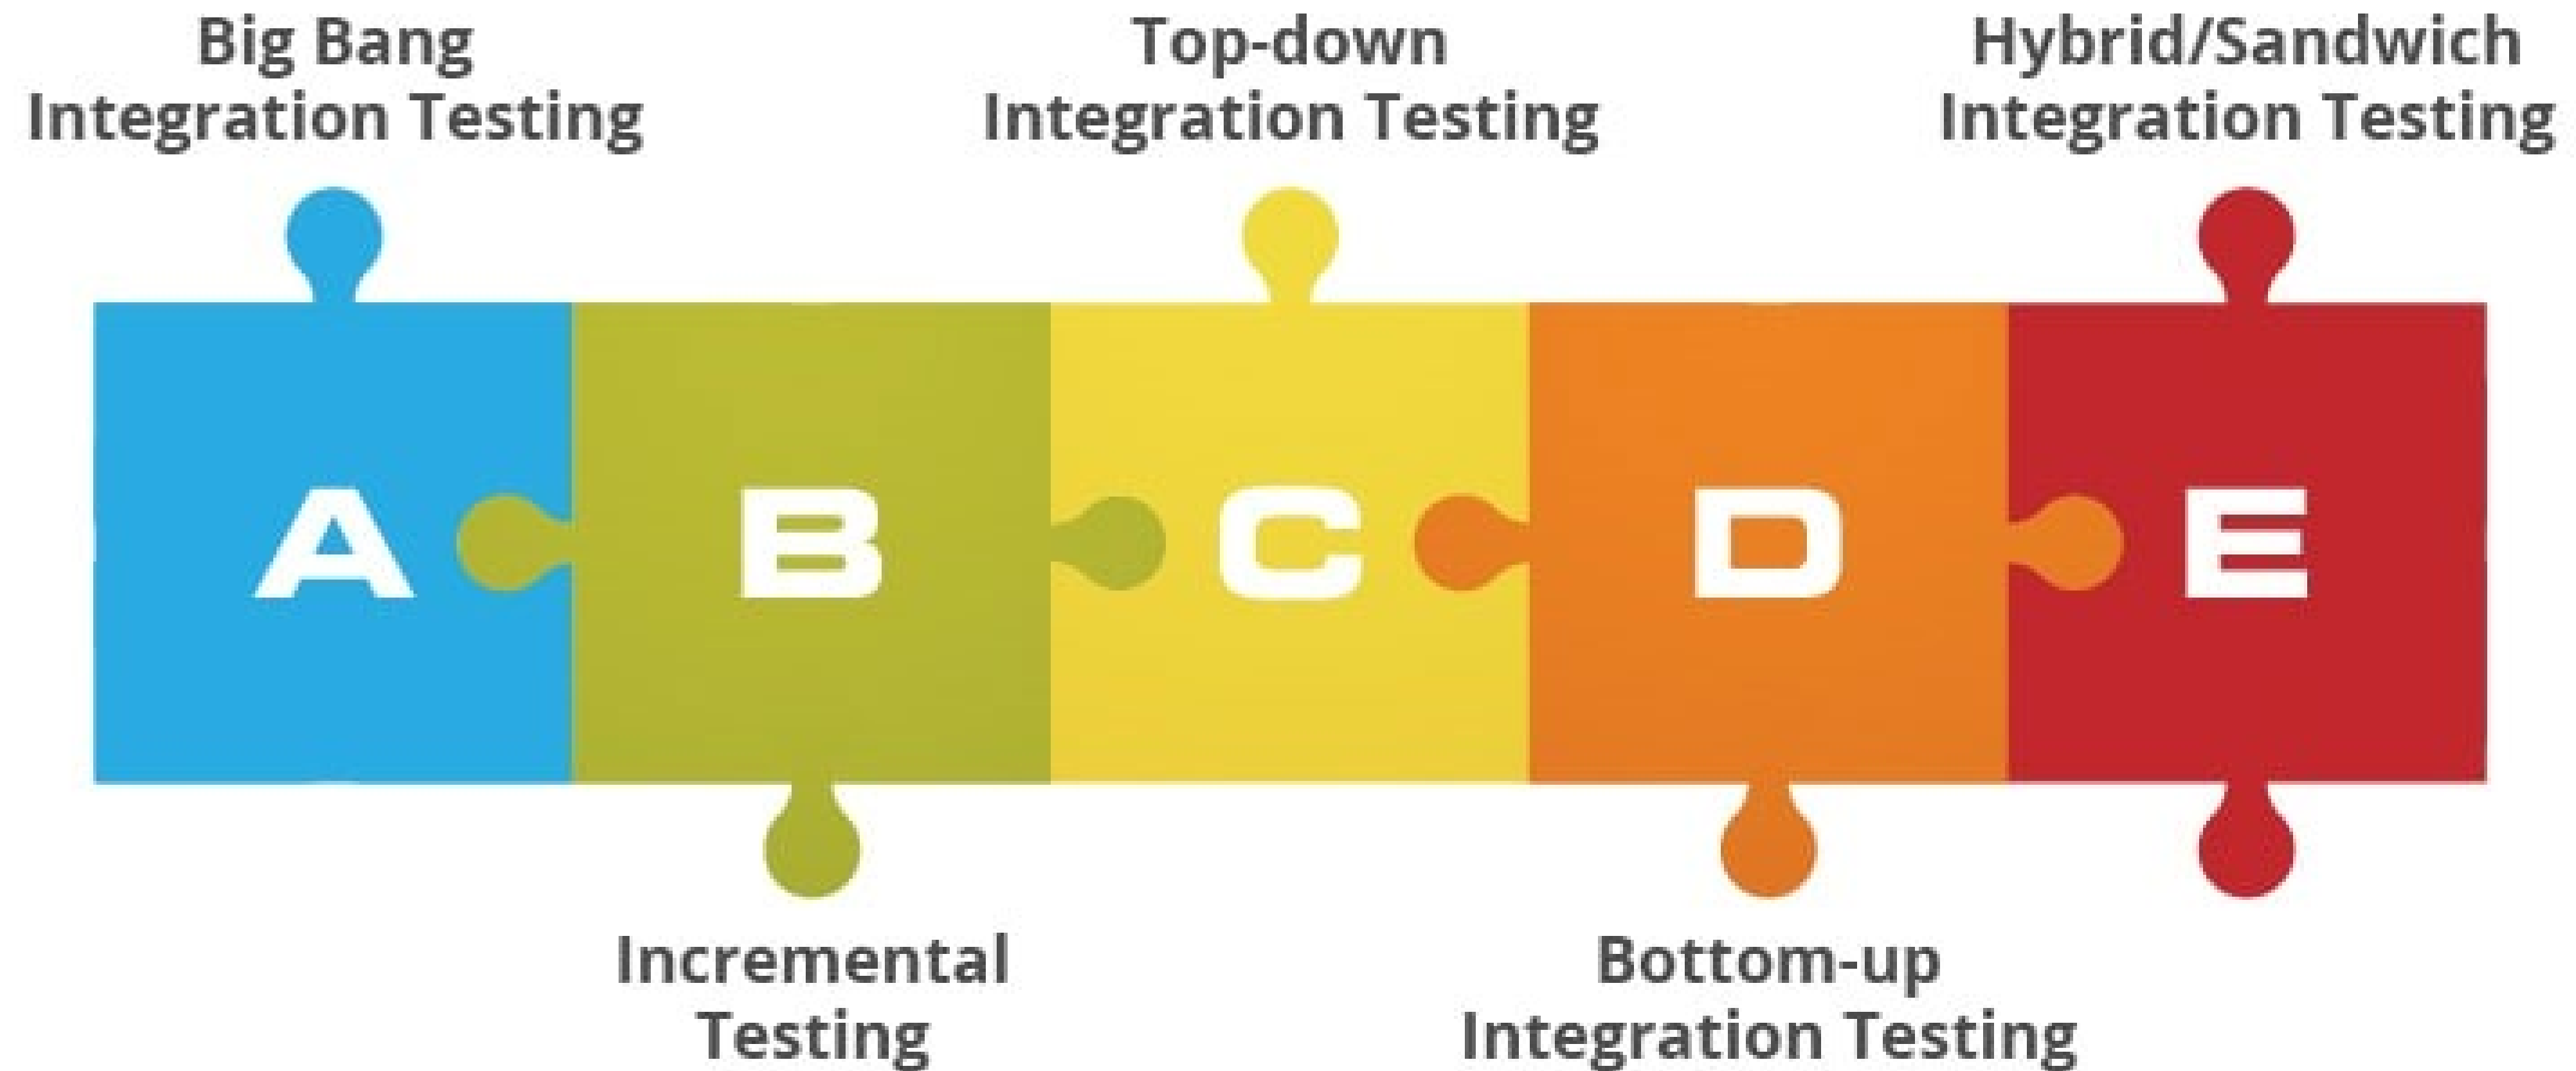 Big Bang
Integration Testing
Top-down
Integration Testing
Hybrid/Sandwich
Integration Testing
A
B
C
D
E
Incremental
Testing
Bottom-up
Integration Testing